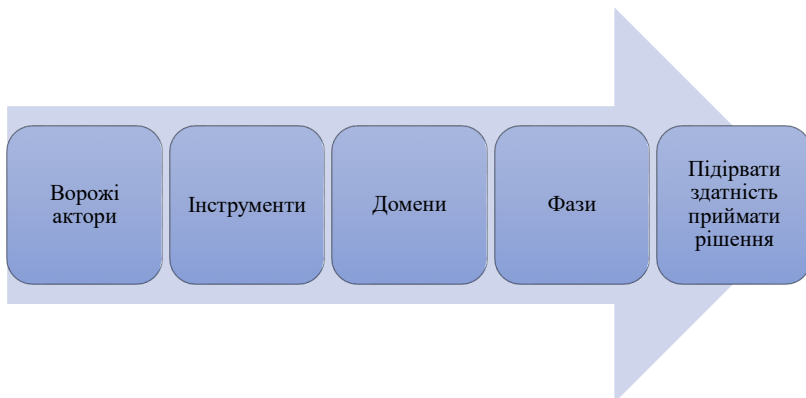 Ворожі
актори
Інструменти
Домени
Фази
Підірвати
здатність
приймати
рішення